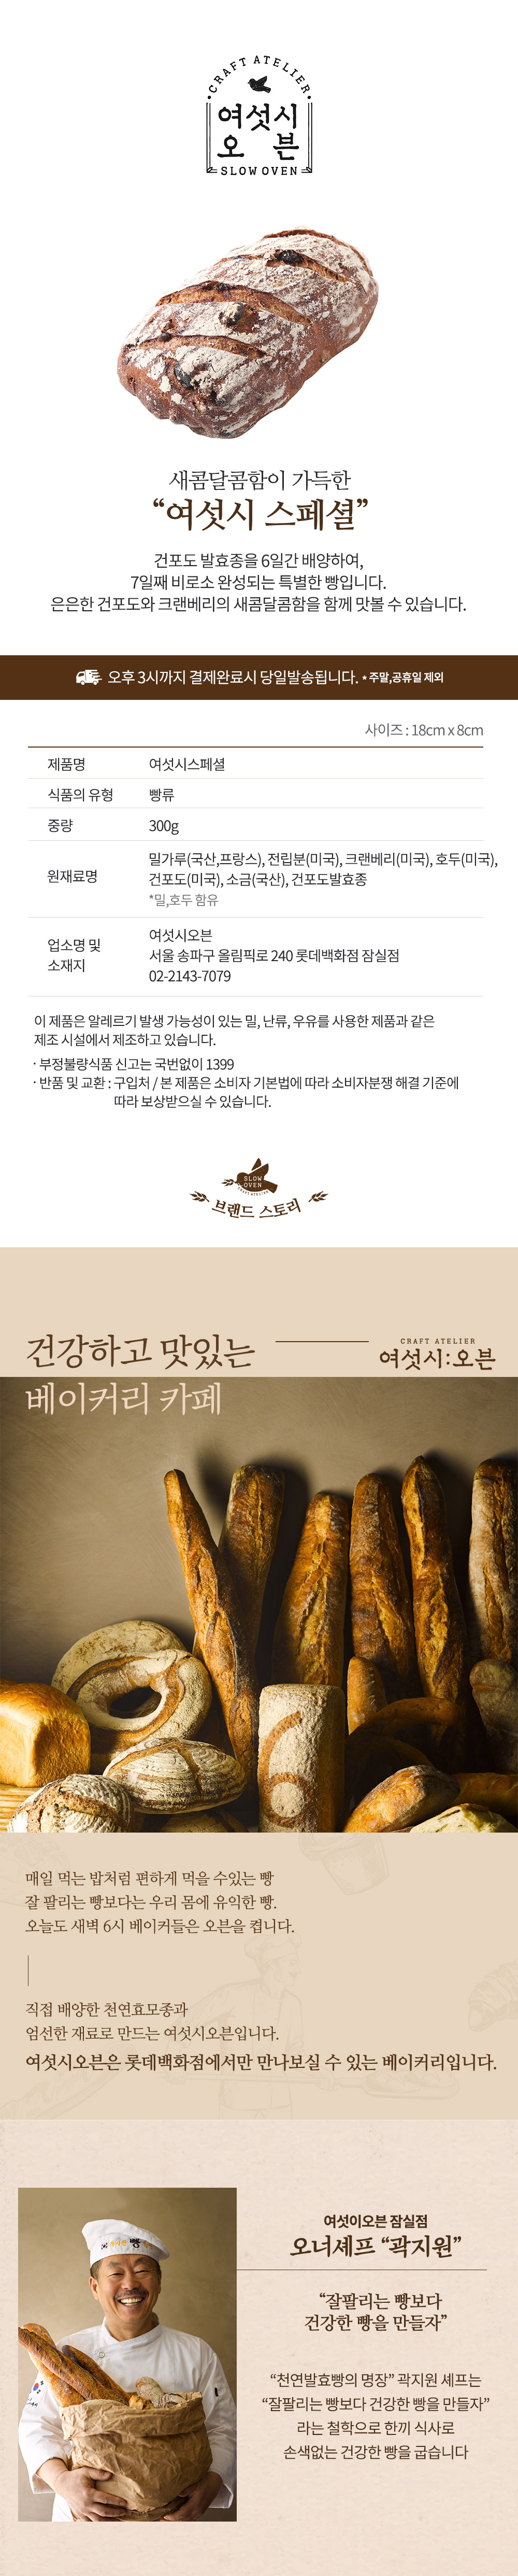 CRAFT ATELIER
여섯시
오븐
SLOW OVEN
새콤달콤함이 가득한
“여섯시 스페셜”
건포도 발효종을 6일간 배양하여,
7일째 비로소 완성되는 특별한 빵입니다.
은은한 건포도와 크랜베리의 새콤달콤함을 함께 맛볼 수 있습니다.
오후 3시까지 결제완료시 당일발송됩니다. * 주말,공휴일 제외
사이즈 : 18cm x 8cm
제품명 여섯시스페셜
식품의 유형 빵류
중량 300g
원재료명 밀가루(국산,프랑스), 전립분(미국), 크랜베리(미국), 호두(미국),
건포도(미국), 소금(국산), 건포도발효종
*밀,호두 함유
업소명 및
소재지
여섯시오븐
서울 송파구 올림픽로 240 롯데백화점 잠실점
02-2143-7079
이 제품은 알레르기 발생 가능성이 있는 밀, 난류, 우유를 사용한 제품과 같은
제조 시설에서 제조하고 있습니다.
· 부정불량식품 신고는 국번없이 1399
· 반품 및 교환 : 구입처 / 본 제품은 소비자 기본법에 따라 소비자분쟁 해결 기준에
따라 보상받으실 수 있습니다.
SLOW
OVEN
CRAFT ATELIER
브랜드 스토리
건강하고 맛있는
CRAFT ATELIER
여섯시:오븐
베이커리 카페
6
매일 먹는 밥처럼 편하게 먹을 수있는 빵
잘 팔리는 빵보다는 우리 몸에 유익한 빵.
오늘도 새벽 6시 베이커들은 오븐을 켭니다.
직접 배양한 천연효모종과
엄선한 재료로 만드는 여섯시오븐입니다.
여섯시오븐은 롯데백화점에서만 만나보실 수 있는 베이커리입니다.
여섯이오븐 잠실점
오너셰프 “곽지원”
“잘팔리는 빵보다
건강한 빵을 만들자”
“천연발효빵의 명장” 곽지원 셰프는
“잘팔리는 빵보다 건강한 빵을 만들자”
라는 철학으로 한끼 식사로
손색없는 건강한 빵을 굽습니다